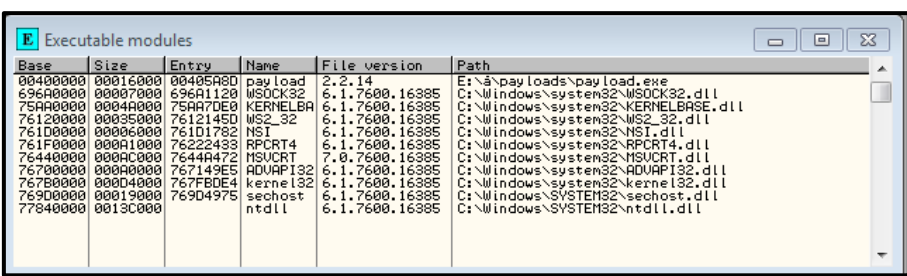 E Executable modules
Base Size Entry Name File version Path
00400000 00016000 00405A8D payload 2.2.14 E:\à\payloads\payload.exe
696A0000 00007000 696A1120 WSOCK32 6.1.7600.16385 C:\Windows\system32\WSOCK32.dll
75AA0000 0004A000 75AA7DE0 KERNELBA 6.1.7600.16385 C:\Windows\system32\KERNELBASE.dll
76120000 00035000 7612145D WS2_32 6.1.7600.16385 C:\Windows\system32\WS2_32.dll
761D0000 00006000 761D1782 NSI 6.1.7600.16385 C:\Windows\system32\NSI.dll
761F0000 000A1000 76222433 RPCRT4 6.1.7600.16385 C:\Windows\system32\RPCRT4.dll
76440000 000AC000 7644A472 MSVCRT 7.0.7600.16385 C:\Windows\system32\MSVCRT.dll
76700000 000A0000 767149E5 ADVAPI32 6.1.7600.16385 C:\Windows\system32\ADVAPI32.dll
767B0000 000D4000 767FBDE4 kernel32 6.1.7600.16385 C:\Windows\system32\kernel32.dll
769D0000 00019000 769D4975 sechost 6.1.7600.16385 C:\Windows\SYSTEM32\sechost.dll
77840000 0013C000 ntdll 6.1.7600.16385 C:\Windows\SYSTEM32\ntdll.dll